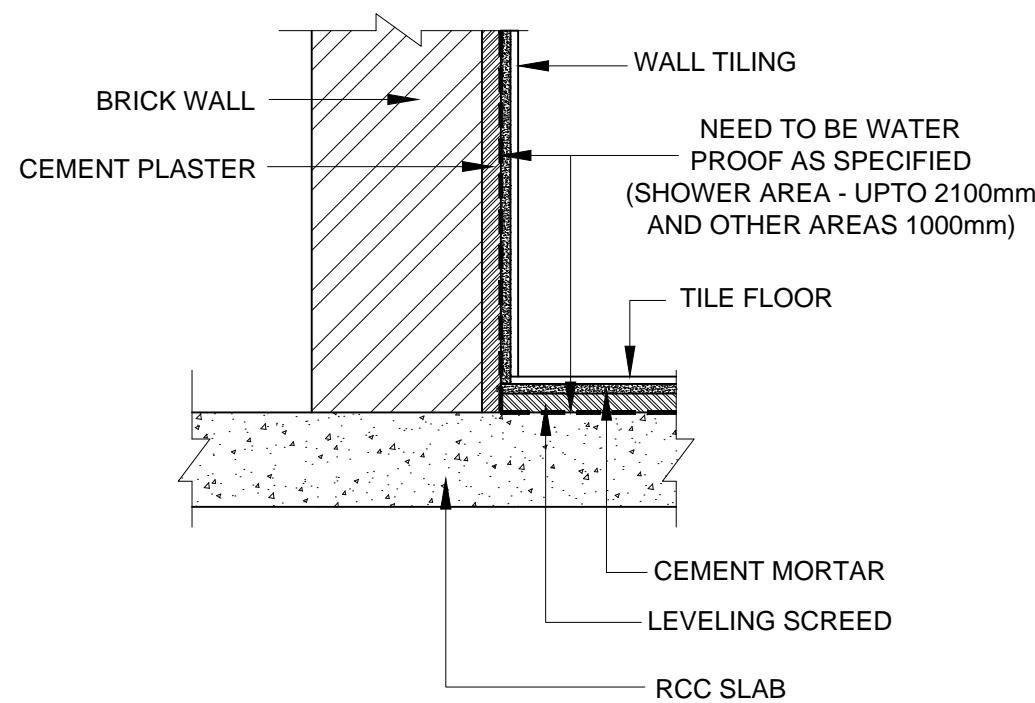 WALL TILING
BRICK WALL
NEED TO BE WATER
PROOF AS SPECIFIED
(SHOWER AREA - UPTO 2100mm
AND OTHER AREAS 1000mm)
CEMENT PLASTER
TILE FLOOR
CEMENT MORTAR
LEVELING SCREED
RCC SLAB